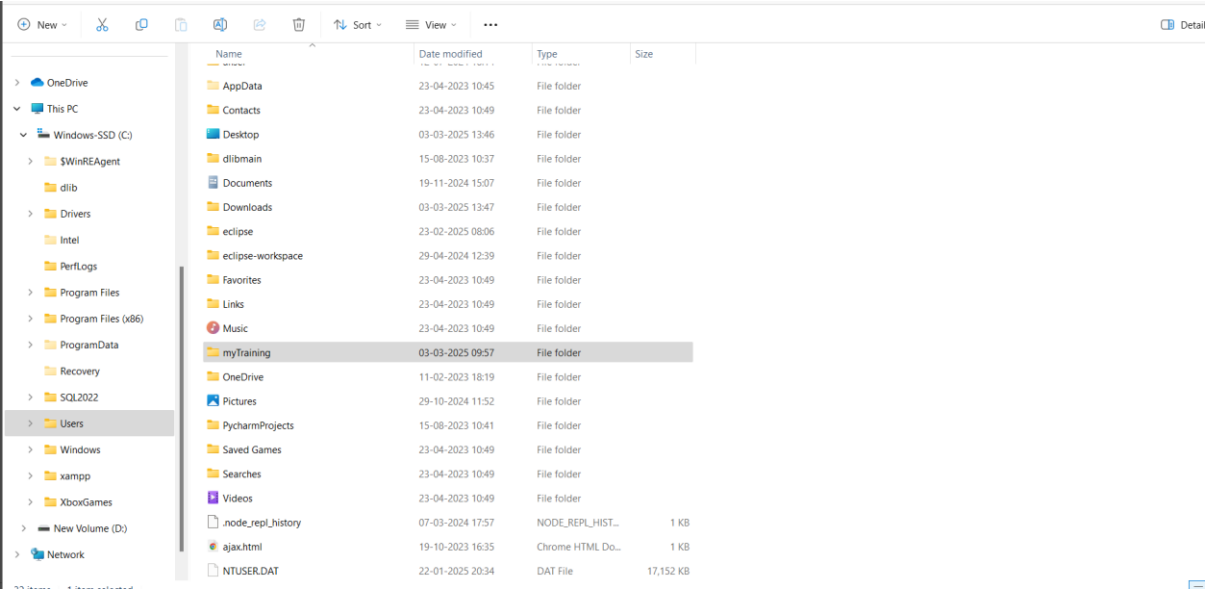 New Sort View ... Detail
Name Date modified Type Size
OneDrive
This PC
Windows-SSD (C:)
$WinREAgent
dlib
Drivers
Intel
PerfLogs
Program Files
Program Files (x86)
ProgramData
Recovery
SQL2022
Users
Windows
xampp
XboxGames
New Volume (D:)
Network
AppData 23-04-2023 10:45 File folder
Contacts 23-04-2023 10:49 File folder
Desktop 03-03-2025 13:46 File folder
dlibmain 15-08-2023 10:37 File folder
Documents 19-11-2024 15:07 File folder
Downloads 03-03-2025 13:47 File folder
eclipse 23-02-2025 08:06 File folder
eclipse-workspace 29-04-2024 12:39 File folder
Favorites 23-04-2023 10:49 File folder
Links 23-04-2023 10:49 File folder
Music 23-04-2023 10:49 File folder
myTraining 03-03-2025 09:57 File folder
OneDrive 11-02-2023 18:19 File folder
Pictures 29-10-2024 11:52 File folder
PycharmProjects 15-08-2023 10:41 File folder
Saved Games 23-04-2023 10:49 File folder
Searches 23-04-2023 10:49 File folder
Videos 23-04-2023 10:49 File folder
.node_repl_history 07-03-2024 17:57 NODE_REPL_HIST... 1 KB
ajax.html 19-10-2023 16:35 Chrome HTML Do... 1 KB
NTUSER.DAT 22-01-2025 20:34 DAT File 17,152 KB